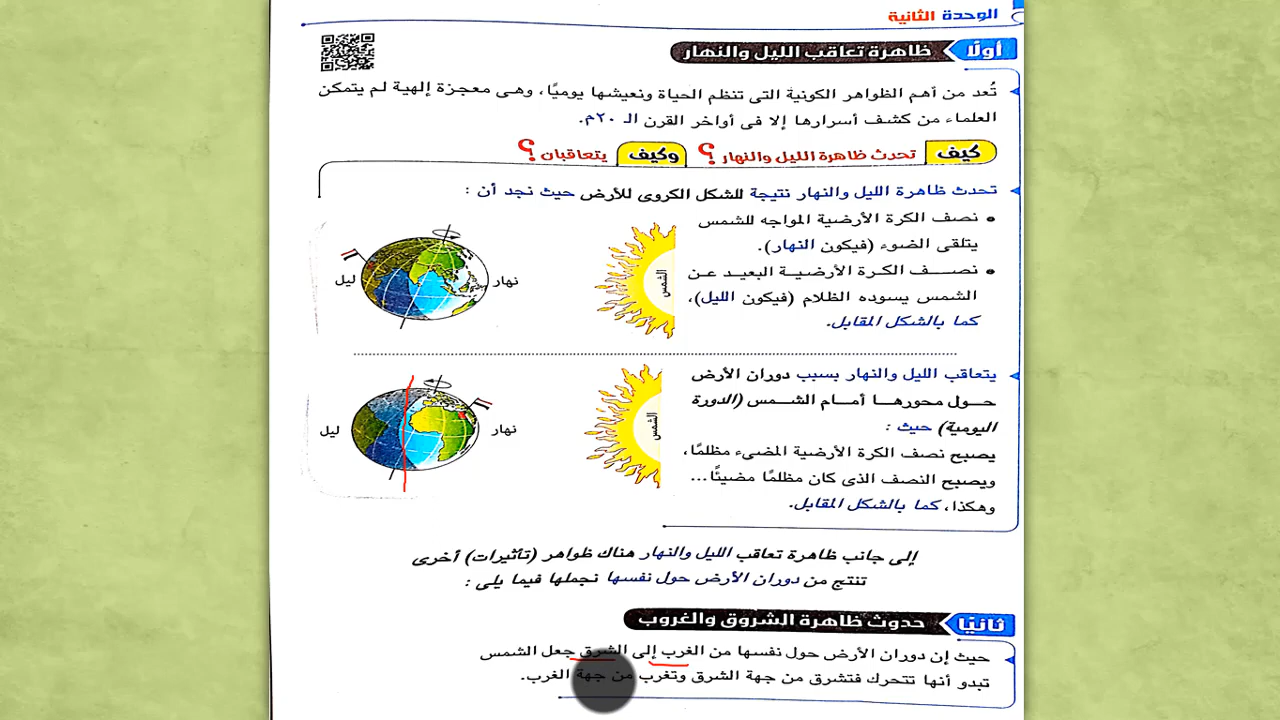 الوحدة الثانية
أولًا
ظاهرة تعاقب الليل والنهار
تُعد من أهم الظواهر الكونية التى تنظم الحياة ونعيشها يوميًا، وهى معجزة إلهية لم يتمكن
العلماء من كشف أسرارها إلا فى أواخر القرن الـ ٢٠م.
كيف تحدث ظاهرة الليل والنهار ؟ وكيف يتعاقبان ؟
تحدث ظاهرة الليل والنهار نتيجة للشكل الكروى للأرض حيث نجد أن :
• نصف الكرة الأرضية المواجه للشمس
يتلقى الضوء (فيكون النهار).
• نصف الكرة الأرضية البعيد عن
الشمس يسوده الظلام (فيكون الليل)،
كما بالشكل المقابل.
الشمس
نهار
ليل
يتعاقب الليل والنهار بسبب دوران الأرض
حول محورها أمام الشمس (الدورة
اليومية) حيث :
يصبح نصف الكرة الأرضية المضىء مظلمًا،
ويصبح النصف الذى كان مظلمًا مضيئًا...
وهكذا، كما بالشكل المقابل.
الشمس
نهار
ليل
إلى جانب ظاهرة تعاقب الليل والنهار هناك ظواهر (تأثيرات) أخرى
تنتج من دوران الأرض حول نفسها نجملها فيما يلى :
ثانيًا
حدوث ظاهرة الشروق والغروب
حيث إن دوران الأرض حول نفسها من الغرب إلى الشرق جعل الشمس
تبدو أنها تتحرك فتشرق من جهة الشرق وتغرب من جهة الغرب.